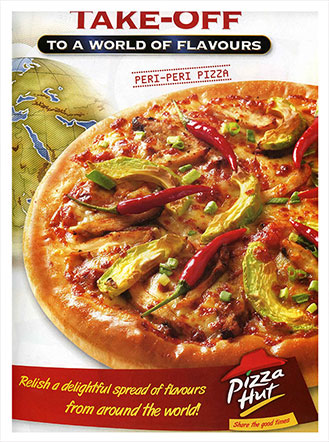 TAKE-OFF
TO A WORLD OF FLAVOURS
PERI-PERI PIZZA
Relish a delightful spread of flavours
from around the world!
Pizza
Hut
Share the good times